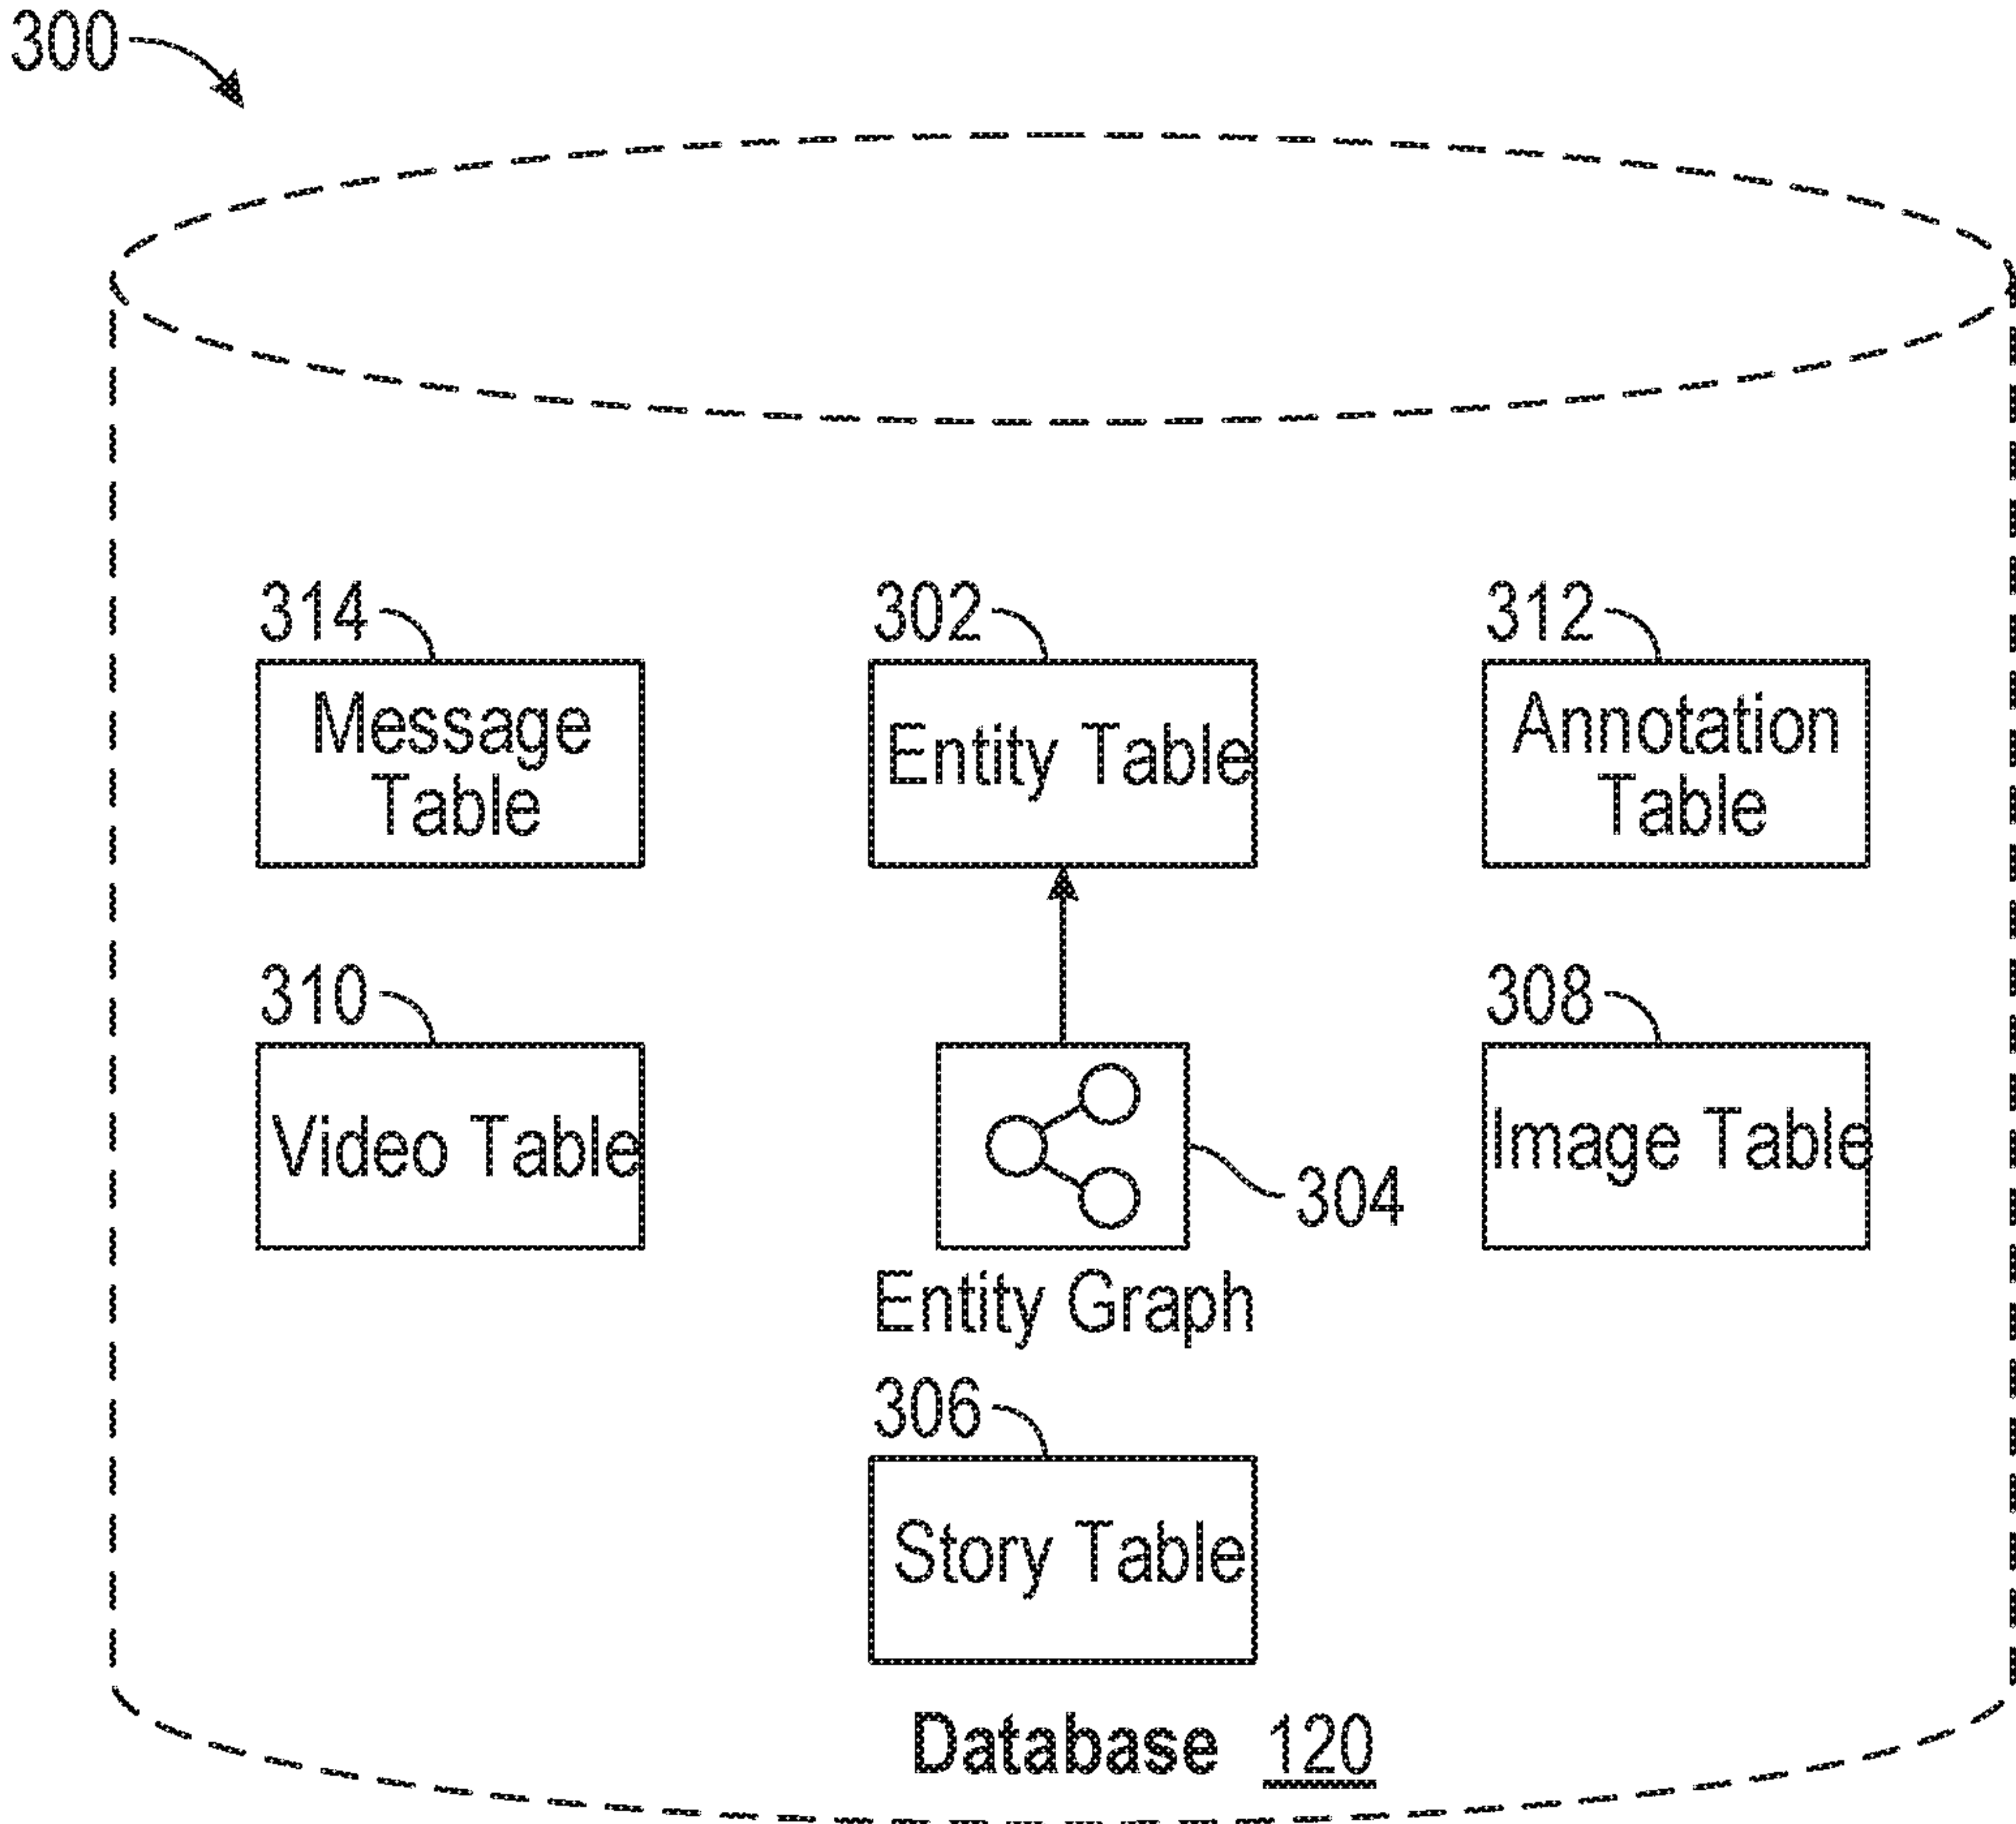 300
314
302
312
Message
Table
Entity Table
Annotation
Table
310
308
Video Table
Image Table
304
Entity Graph
306
Story Table
Database 120